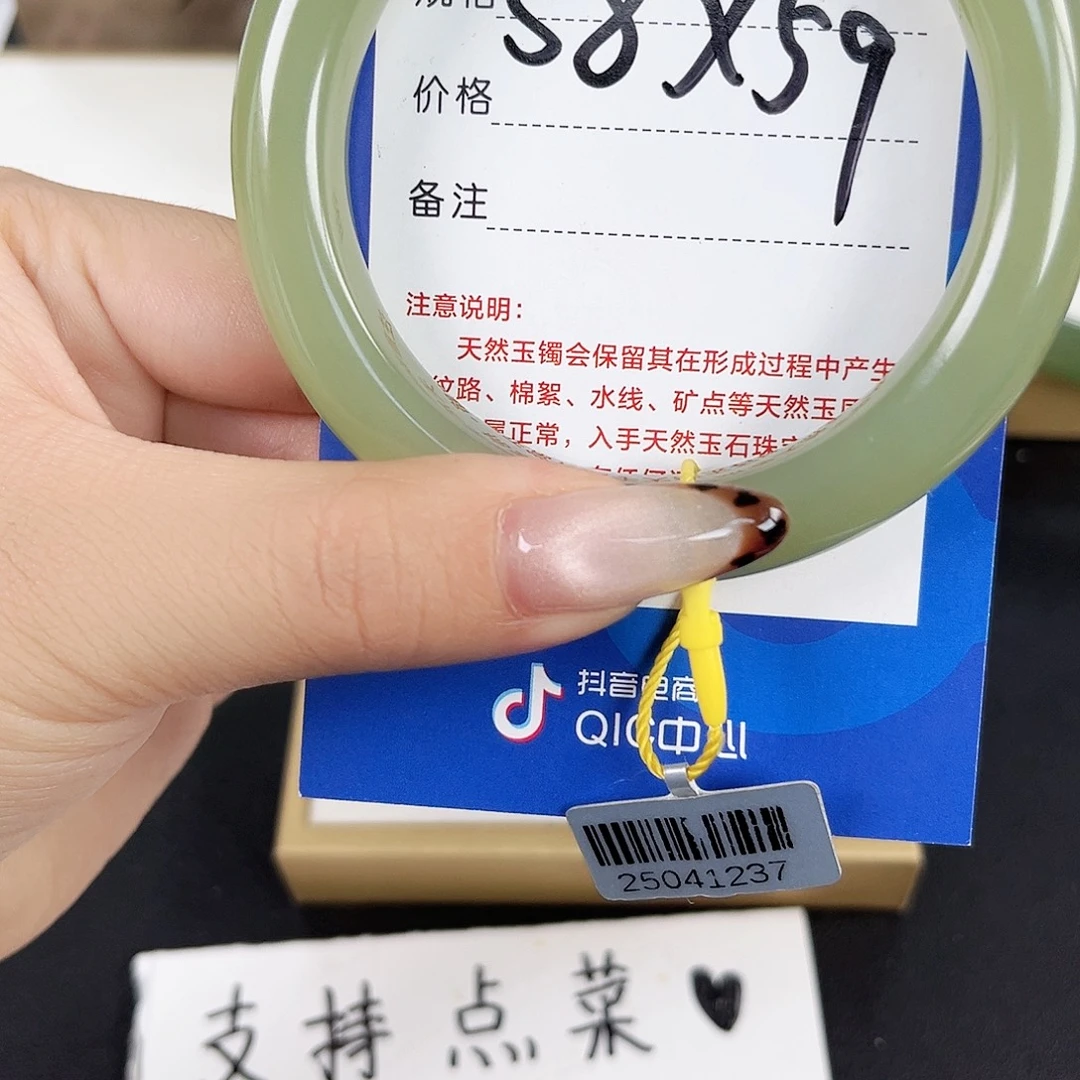 规格 58X59
价格
备注
注意说明：
天然玉镯会保留其在形成过程中产生
纹路、棉絮、水线、矿点等天然玉
属正常，入手天然玉石珠
抖音电商
QIC中心
25041237
支持点菜♥